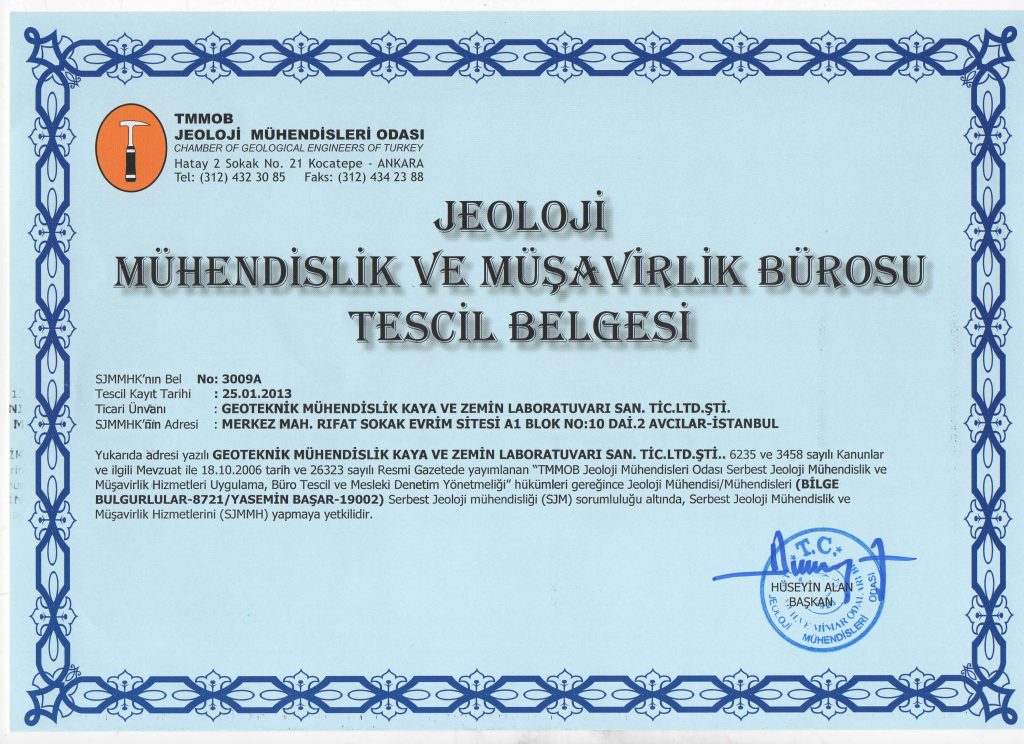 TMMOB
JEOLOJİ MÜHENDİSLERİ ODASI
CHAMBER OF GEOLOGICAL ENGINEERS OF TURKEY
Hatay 2 Sokak No. 21 Kocatepe - ANKARA
Tel: (312) 432 30 85 Faks: (312) 434 23 88
JEOLOJİ
MÜHENDİSLİK VE MÜŞAVİRLİK BÜROSU
TESCİL BELGESİ
SJMMHK'nın Bel No: 3009A
Tescil Kayıt Tarihi : 25.01.2013
Ticari Ünvanı : GEOTEKNİK MÜHENDİSLİK KAYA VE ZEMİN LABORATUVARI SAN. TİC.LTD.ŞTİ.
SJMMHK'nın Adresi : MERKEZ MAH. RIFAT SOKAK EVRİM SİTESİ A1 BLOK NO:10 DAİ.2 AVCILAR-İSTANBUL
Yukarıda adresi yazılı GEOTEKNİK MÜHENDİSLİK KAYA VE ZEMİN LABORATUVARI SAN. TİC.LTD.ŞTİ.. 6235 ve 3458 sayılı Kanunlar
ve ilgili Mevzuat ile 18.10.2006 tarih ve 26323 sayılı Resmi Gazetede yayımlanan "TMMOB Jeoloji Mühendisleri Odası Serbest Jeoloji Mühendislik ve
Müşavirlik Hizmetleri Uygulama, Büro Tescil ve Mesleki Denetim Yönetmeliği" hükümleri gereğince Jeoloji Mühendisi/Mühendisleri (BİLGE
BULGURLULAR-8721/YASEMİN BAŞAR-19002) Serbest Jeoloji mühendisliği (SJM) sorumluluğu altında, Serbest Jeoloji Mühendislik ve
Müşavirlik Hizmetlerini (SJMMH) yapmaya yetkilidir.
T.C.
HÜSEYİN ALAN
BAŞKAN
VE MİMAR ODALARI
JEOLOJİ MÜHENDİSLERİ ODASI